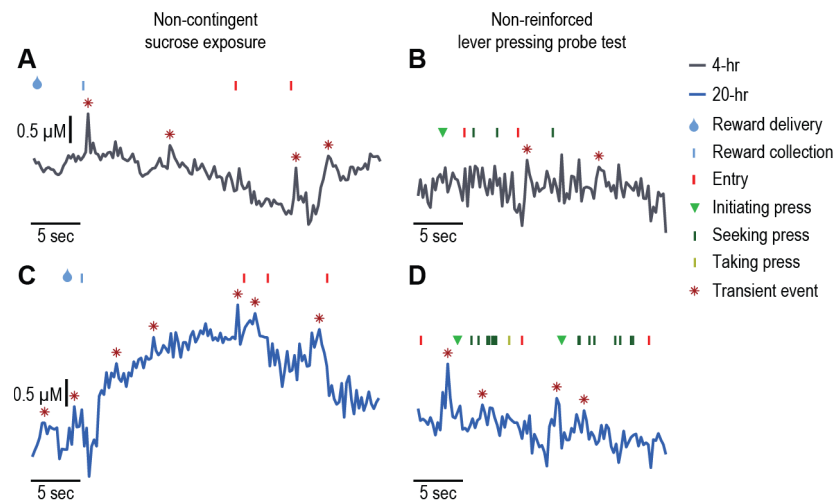 Non-contingent
sucrose exposure
Non-reinforced
lever pressing probe test
A
0.5 µM
5 sec
B
5 sec
C
0.5 µM
5 sec
D
5 sec
4-hr
20-hr
Reward delivery
Reward collection
Entry
Initiating press
Seeking press
Taking press
Transient event